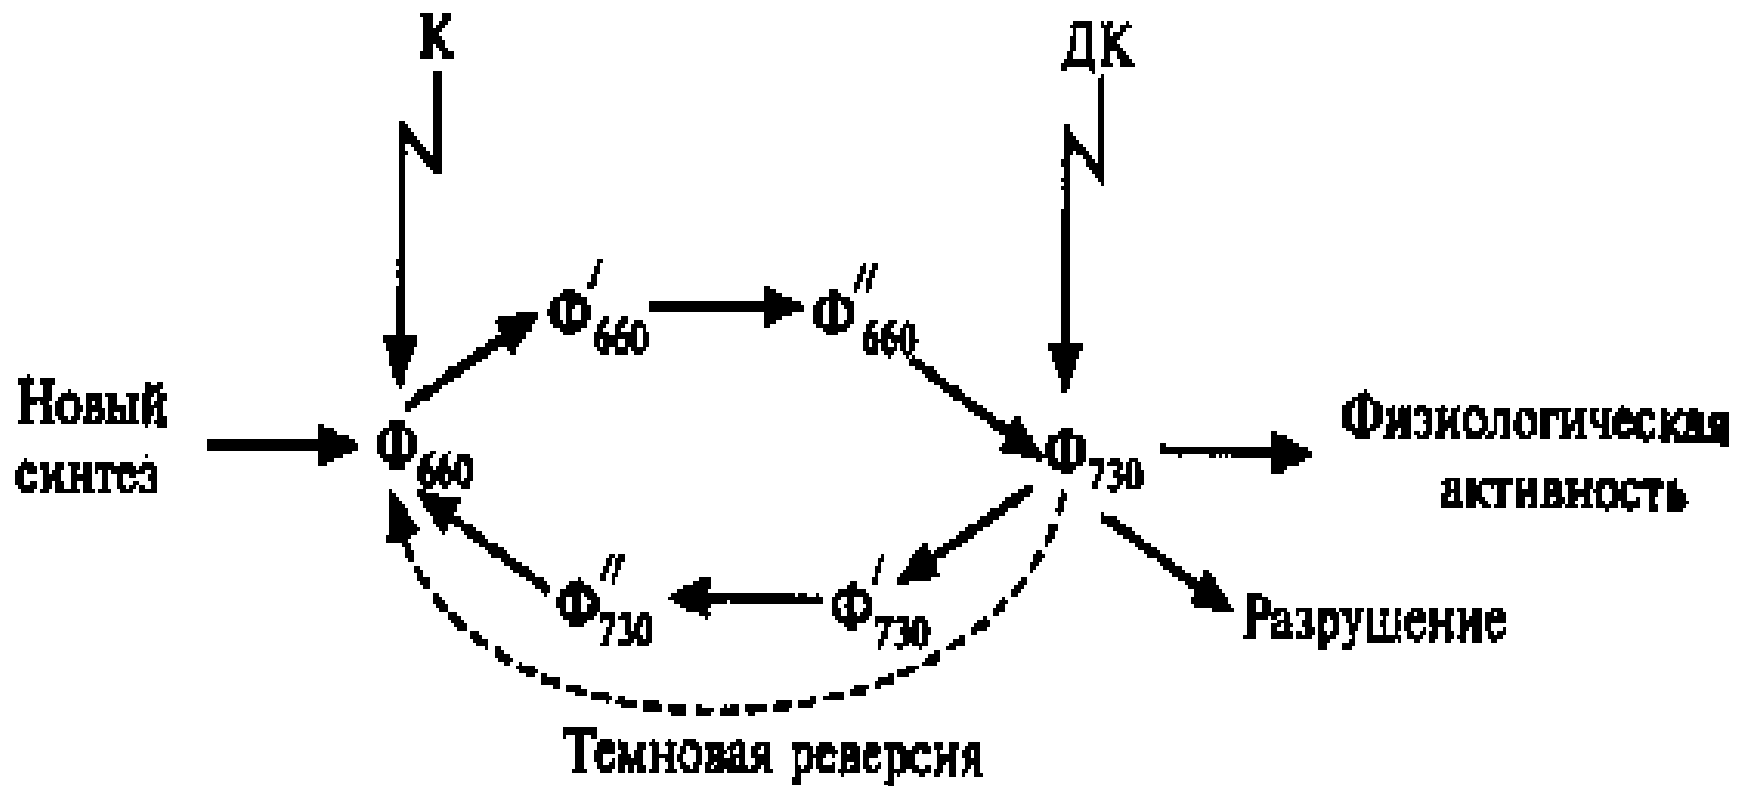 К
ДК
Ф′660
Ф″660
Новый
синтез
Ф660
Ф730
Физиологическая
активность
Ф″730
Ф′730
Разрушение
Темновая реверсия